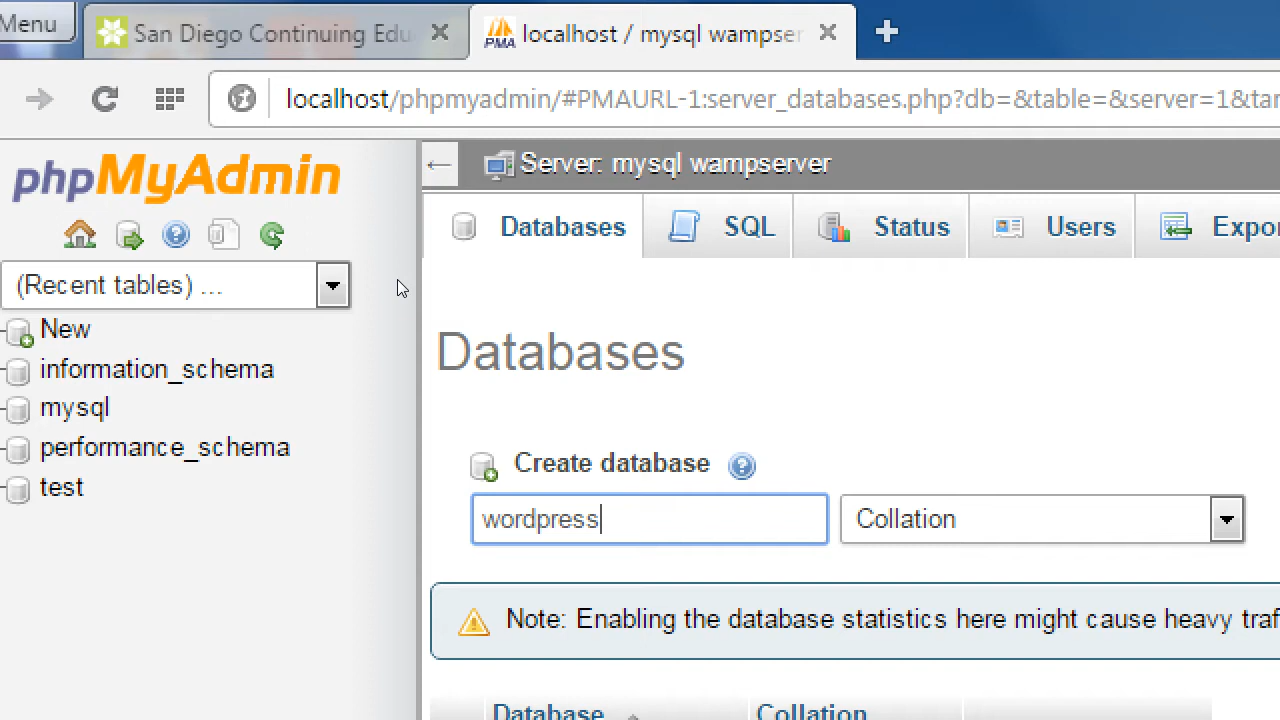 Menu
San Diego Continuing Edu
PMA localhost / mysql wampser
localhost/phpmyadmin/#PMAURL-1:server_databases.php?db=&table=&server=1&tar
phpMyAdmin
(Recent tables) ...
New
information_schema
mysql
performance_schema
test
Server: mysql wampserver
Databases SQL Status Users Expo
Databases
Create database
wordpress Collation
Note: Enabling the database statistics here might cause heavy traf
Database Collation